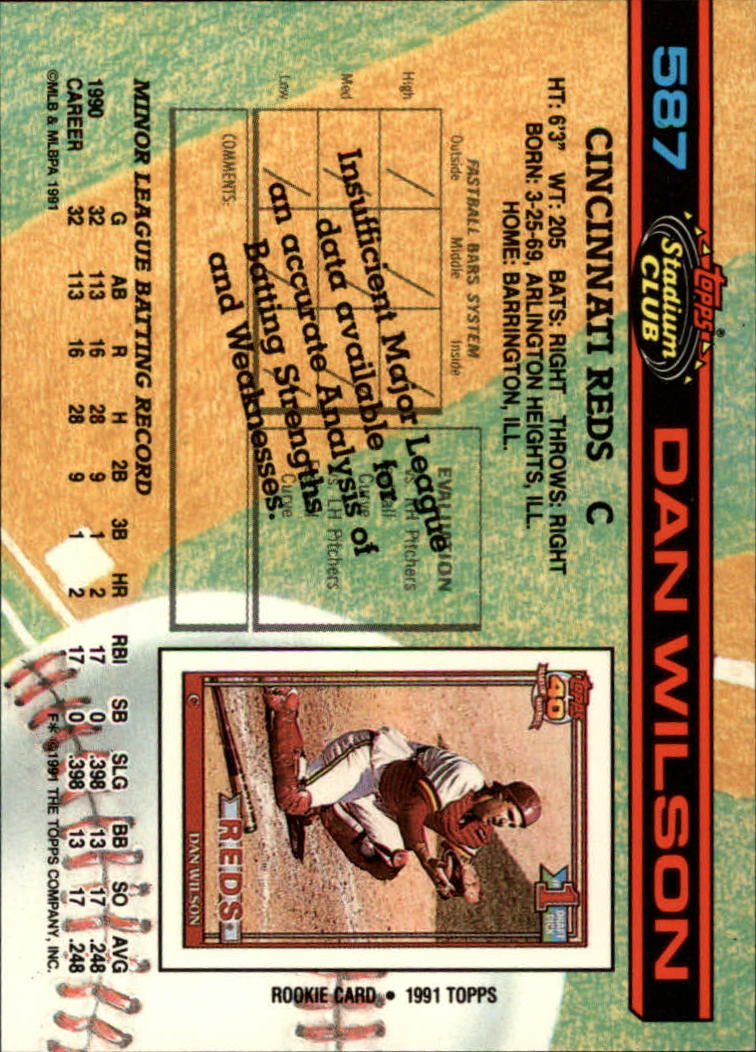 587
TOPPS®
Stadium
CLUB
DAN WILSON
CINCINNATI REDS C
HT: 6'3" WT: 205 BATS: RIGHT THROWS: RIGHT
BORN: 3-25-69, ARLINGTON HEIGHTS, ILL.
HOME: BARRINGTON, ILL.
FASTBALL BARS SYSTEM
Outside Middle Inside
High
Med
Low
EVALUATION
vs. RH Pitchers
Curve
vs. LH Pitchers
Curve
COMMENTS:
Insufficient Major League
data available for
an accurate Analysis of
Batting Strengths
and Weaknesses.
TOPPS
40
#1
DRAFT
PICK
REDS
C
DAN WILSON
ROOKIE CARD • 1991 TOPPS
MINOR LEAGUE BATTING RECORD
G AB R H 2B 3B HR RBI SB SLG BB SO AVG
1990 32 113 16 28 9 1 2 17 0 .398 13 17 .248
CAREER 32 113 16 28 9 1 2 17 0 .398 13 17 .248
©MLB & MLBPA 1991
F* ©1991 THE TOPPS COMPANY, INC.